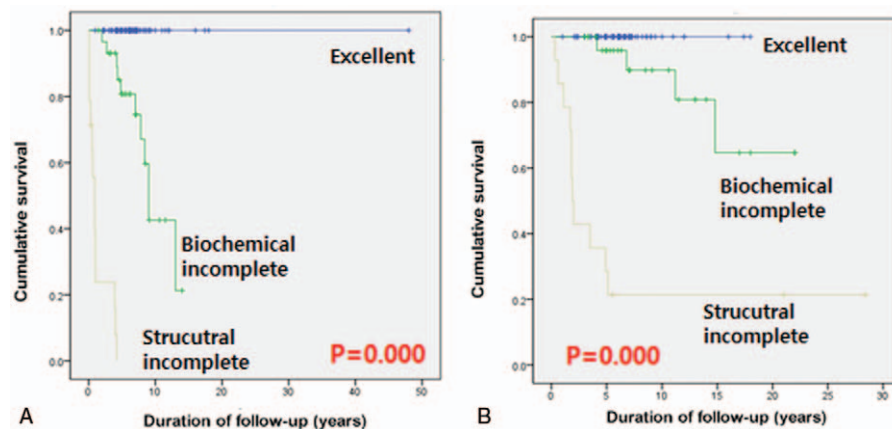 1.0
0.8
0.6
0.4
0.2
0.0
Cumulative survival
Excellent
Biochemical
incomplete
Strucutral
incomplete
P=0.000
0 10 20 30 40 50
Duration of follow-up (years)
A
1.0
0.8
0.6
0.4
0.2
0.0
Cumulative survival
Excellent
Biochemical
incomplete
Strucutral
incomplete
P=0.000
0 5 10 15 20 25 30
Duration of follow-up (years)
B